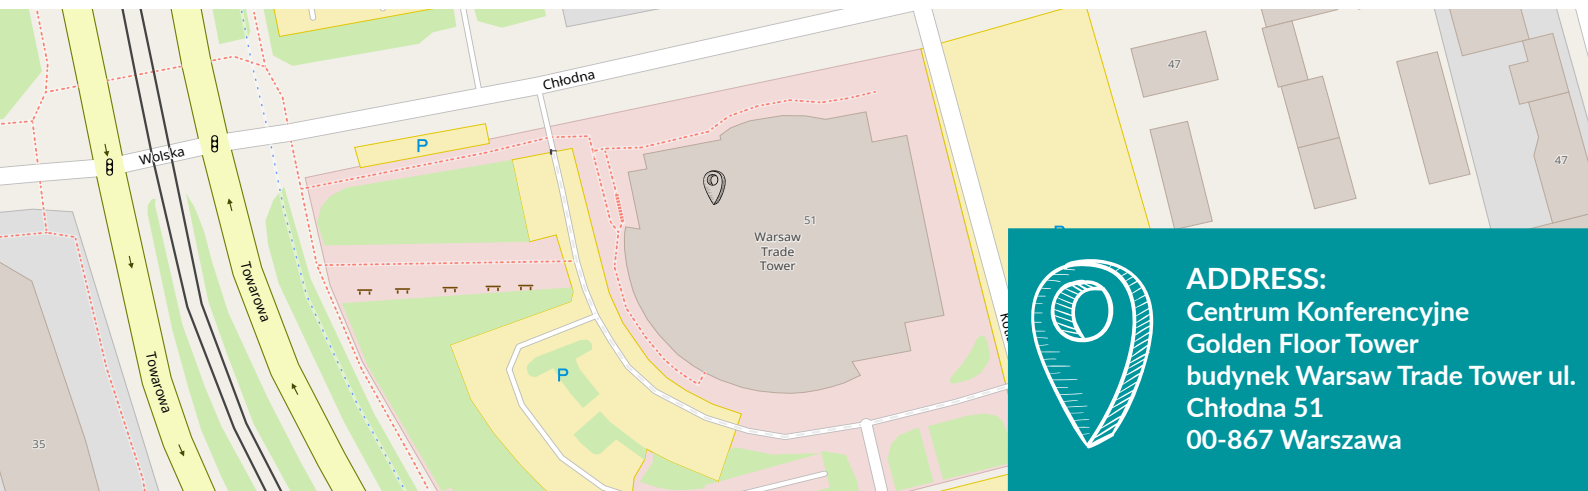 Chłodna
47
P
Wolska
47
51
Warsaw
Trade
Tower
Towarowa
Towarowa
P
35
ADDRESS:
Centrum Konferencyjne
Golden Floor Tower
budynek Warsaw Trade Tower ul.
Chłodna 51
00-867 Warszawa